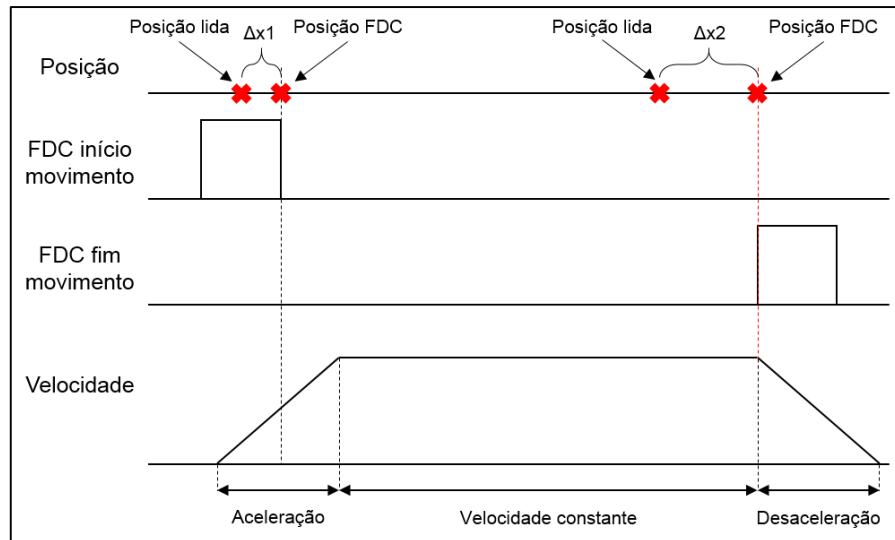 Posição lida
Δx1
Posição FDC
Posição lida
Δx2
Posição FDC
Posição
FDC início
movimento
FDC fim
movimento
Velocidade
Aceleração
Velocidade constante
Desaceleração